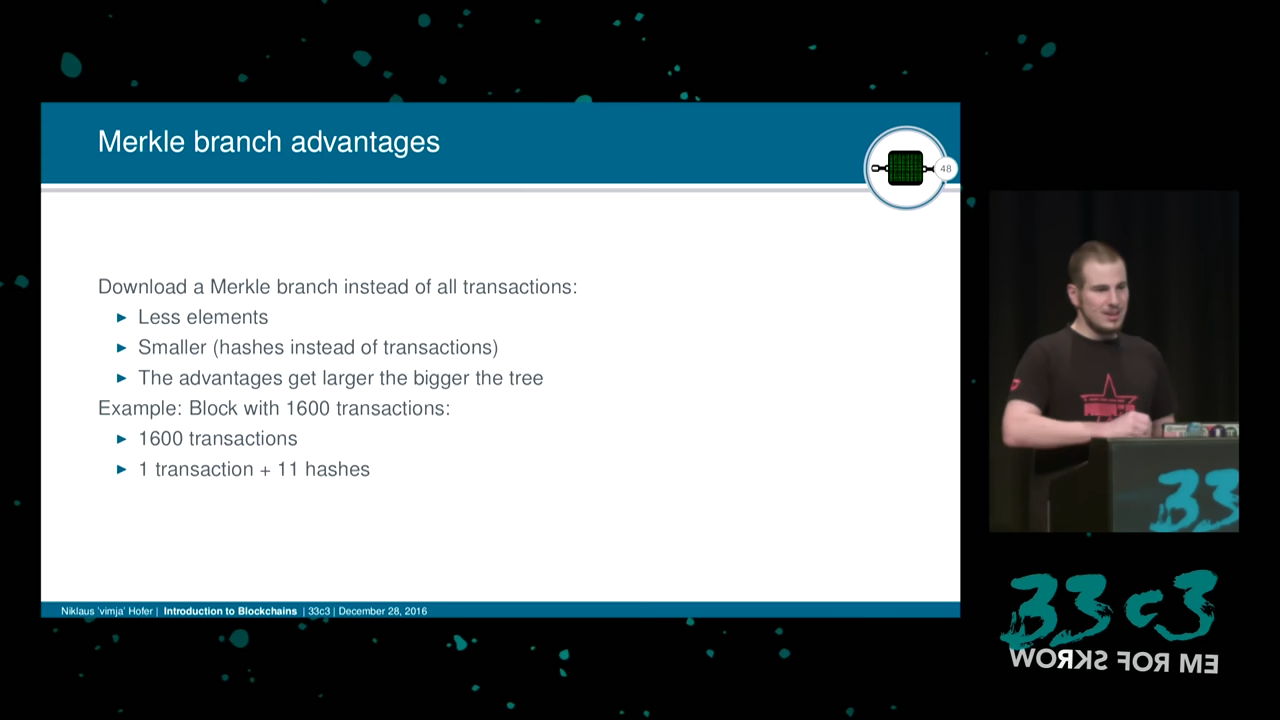 Merkle branch advantages
48
Download a Merkle branch instead of all transactions:
Less elements
Smaller (hashes instead of transactions)
The advantages get larger the bigger the tree
Example: Block with 1600 transactions:
1600 transactions
1 transaction + 11 hashes
Niklaus 'vimja' Hofer | Introduction to Blockchains | 33c3 | December 28, 2016
33
33c3
WORKS FOR ME